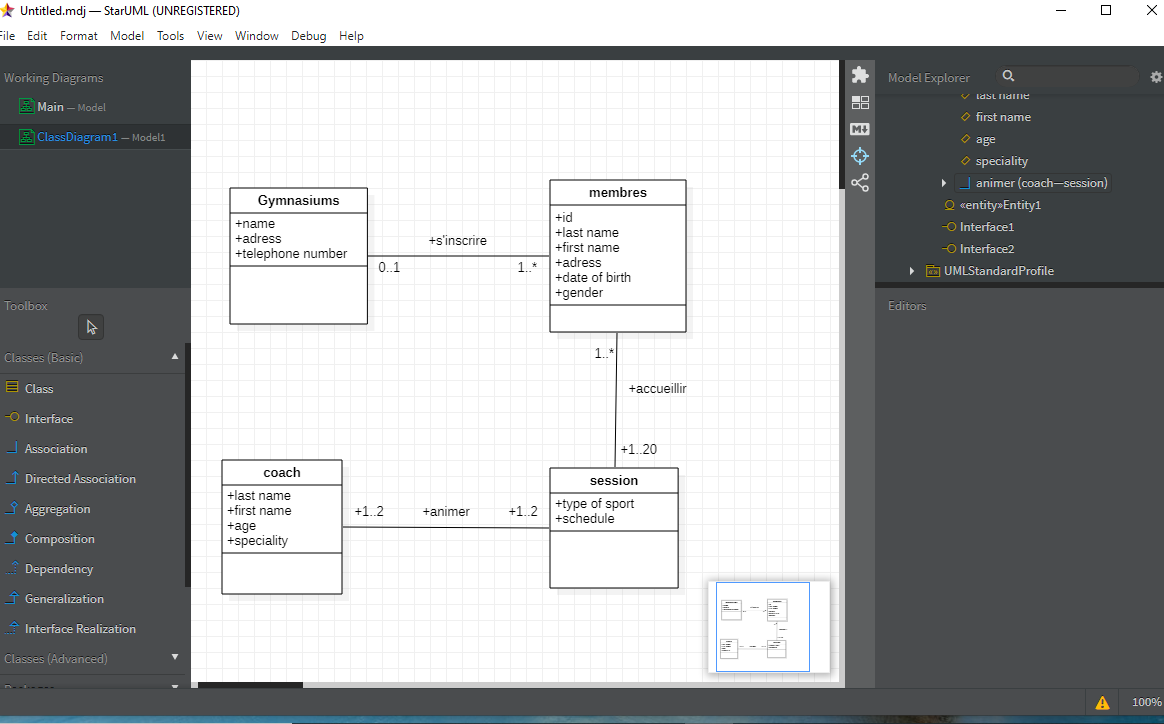 Untitled.mdj — StarUML (UNREGISTERED)
File Edit Format Model Tools View Window Debug Help
Working Diagrams
Main — Model
ClassDiagram1 — Model1
Toolbox
Classes (Basic)
Class
Interface
Association
Directed Association
Aggregation
Composition
Dependency
Generalization
Interface Realization
Classes (Advanced)
Gymnasiums
+name
+adress
+telephone number
+s'inscrire
0..1
1..*
membres
+id
+last name
+first name
+adress
+date of birth
+gender
1..*
+accueillir
+1..20
coach
+last name
+first name
+age
+speciality
+1..2
+animer
+1..2
session
+type of sport
+schedule
M
Model Explorer
last name
first name
age
speciality
animer (coach—session)
«entity»Entity1
Interface1
Interface2
UMLStandardProfile
Editors
100%